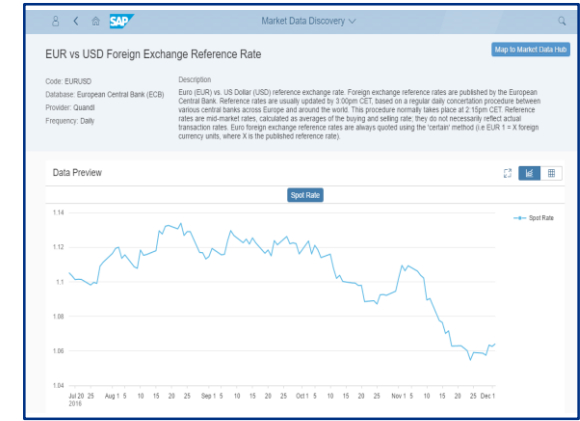 SAP Market Data Discovery
EUR vs USD Foreign Exchange Reference Rate
Map to Market Data Hub
Code: EURUSD
Database: European Central Bank (ECB)
Provider: Quandl
Frequency: Daily
Description
Euro (EUR) vs. US Dollar (USD) reference exchange rate. Foreign exchange reference rates are published by the European
Central Bank. Reference rates are usually updated by 3:00pm CET, based on a regular daily concertation procedure between
various central banks across Europe and around the world. This procedure normally takes place at 2:15pm CET. Reference
rates are mid-market rates, calculated as averages of the buying and selling rate; they do not necessarily reflect actual
transaction rates. Euro foreign exchange reference rates are always quoted using the 'certain' method (i.e EUR 1 = X foreign
currency units, where X is the published reference rate).
Data Preview
Spot Rate
Spot Rate
1.14
1.12
1.1
1.08
1.06
1.04
Jul 20 25 Aug 1 5 10 15 20 25 Sep 1 5 10 15 20 25 Oct 1 5 10 15 20 25 Nov 1 5 10 15 20 25 Dec 1
2016